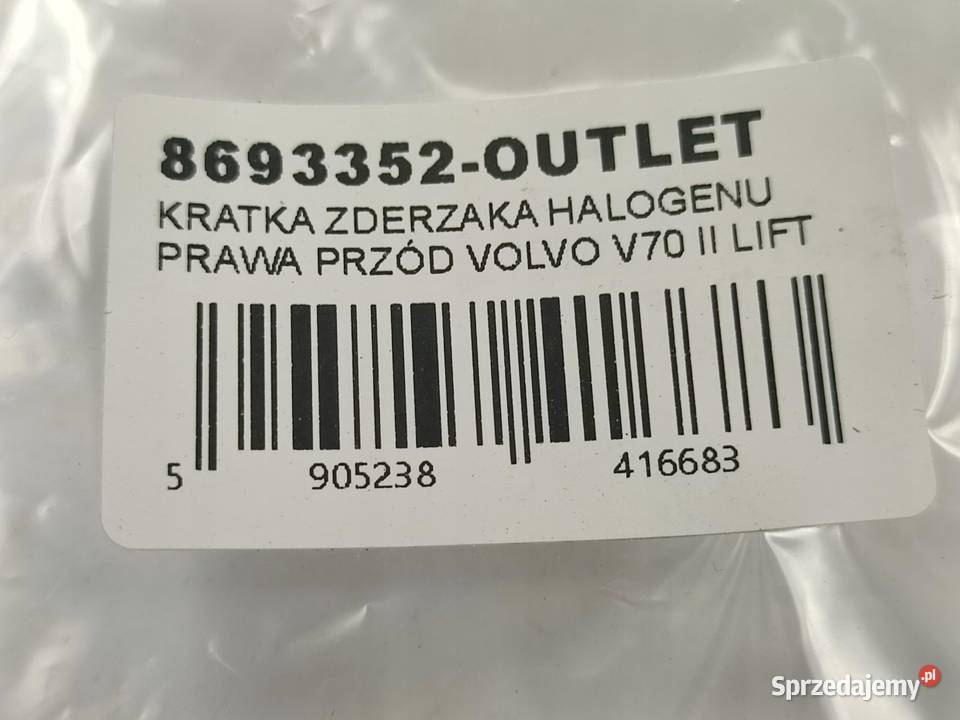 8693352-OUTLET
KRATKA ZDERZAKA HALOGENU
PRAWA PRZÓD VOLVO V70 II LIFT
5 905238 416683
Sprzedajemy.pl